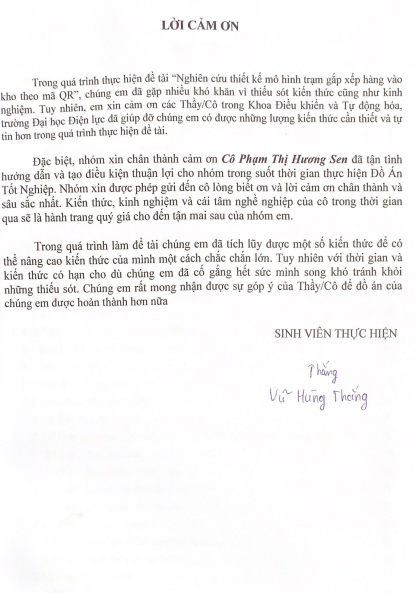 LỜI CẢM ƠN
Trong quá trình thực hiện đề tài “Nghiên cứu thiết kế mô hình trạm gắp xếp hàng vào
kho theo mã QR”, chúng em đã gặp nhiều khó khăn vì thiếu sót kiến thức cũng như kinh
nghiệm. Tuy nhiên, em xin cảm ơn các Thầy/Cô trong Khoa Điều khiển và Tự động hóa,
trường Đại học Điện lực đã giúp đỡ chúng em có được những lượng kiến thức cần thiết và tự
tin hơn trong quá trình thực hiện đề tài.
Đặc biệt, nhóm xin chân thành cảm ơn Cô Phạm Thị Hương Sen đã tận tình
hướng dẫn và tạo điều kiện thuận lợi cho nhóm trong suốt thời gian thực hiện Đồ Án
Tốt Nghiệp. Nhóm xin được phép gửi đến cô lòng biết ơn và lời cảm ơn chân thành và
sâu sắc nhất. Kiến thức, kinh nghiệm và cái tâm nghề nghiệp của cô trong thời gian
qua sẽ là hành trang quý giá cho đến tận mai sau của nhóm em.
Trong quá trình làm đề tài chúng em đã tích lũy được một số kiến thức để có
thể nâng cao kiến thức của mình một cách chắc chắn lớn. Tuy nhiên với thời gian và
kiến thức có hạn cho dù chúng em đã cố gắng hết sức mình song khó tránh khỏi
những thiếu sót. Chúng em rất mong nhận được sự góp ý của Thầy/Cô để đồ án của
chúng em được hoàn thành hơn nữa
SINH VIÊN THỰC HIỆN
Thắng
Vũ Hùng Thắng